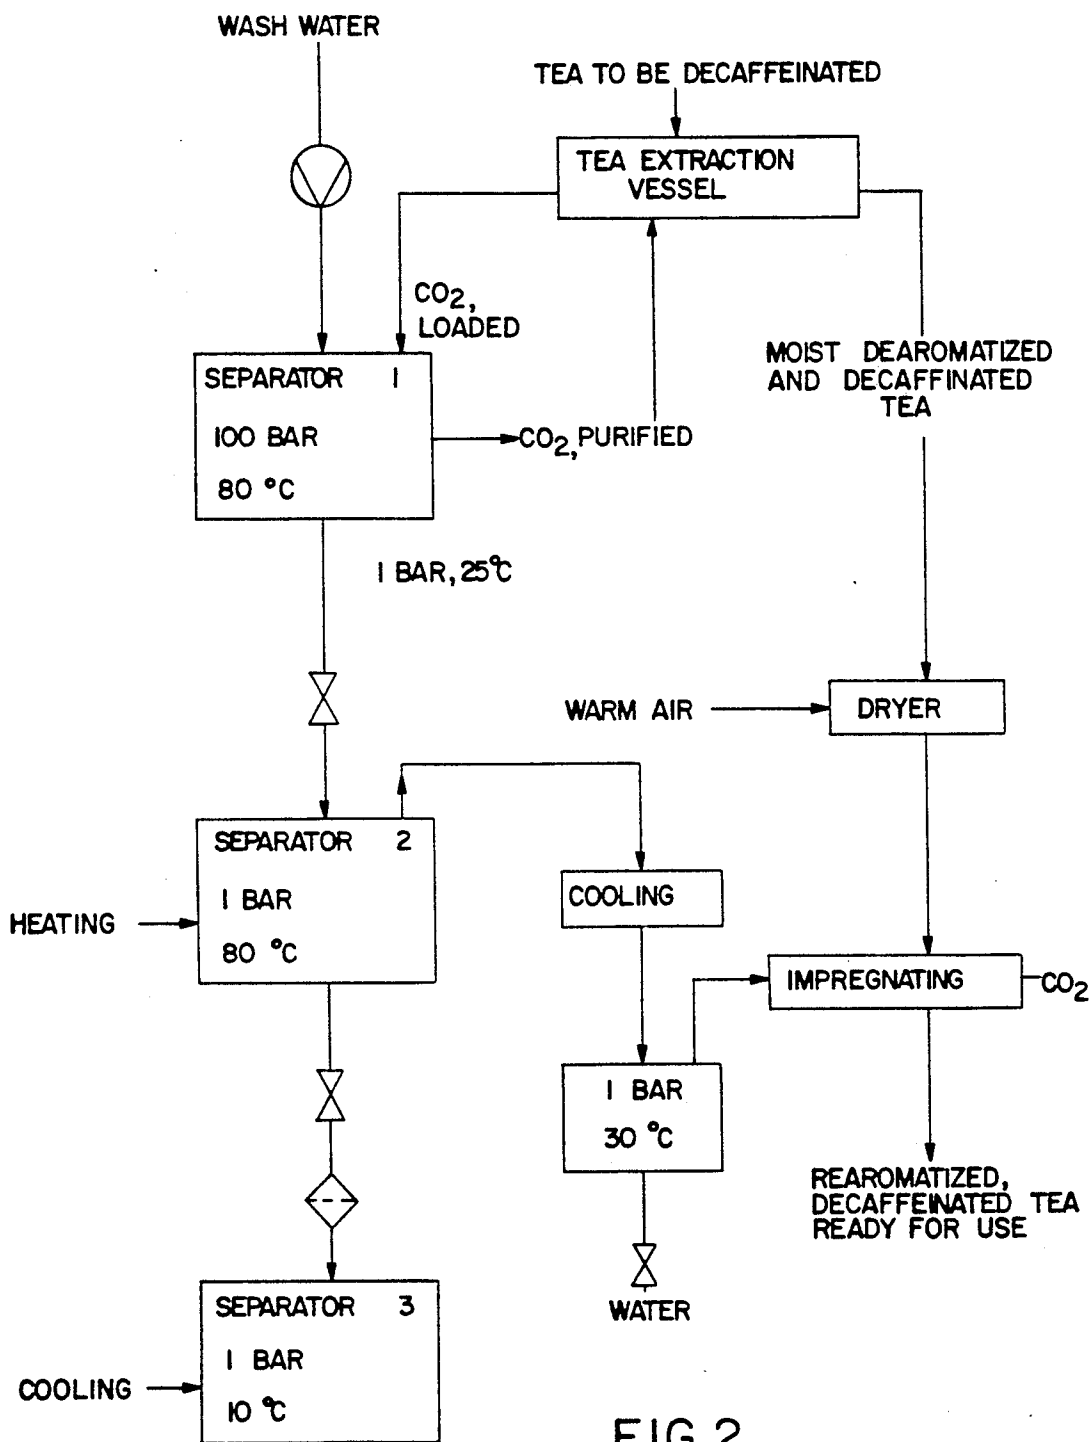 WASH WATER
TEA TO BE DECAFFEINATED
TEA EXTRACTION
VESSEL
CO2,
LOADED
MOIST DEAROMATIZED
AND DECAFFINATED
TEA
SEPARATOR 1
100 BAR
80 °C
CO2, PURIFIED
1 BAR, 25°C
WARM AIR
DRYER
SEPARATOR 2
1 BAR
80 °C
HEATING
COOLING
IMPREGNATING
CO2
1 BAR
30 °C
REAROMATIZED,
DECAFFEINATED TEA
READY FOR USE
WATER
SEPARATOR 3
1 BAR
10 °C
COOLING
FIG. 2